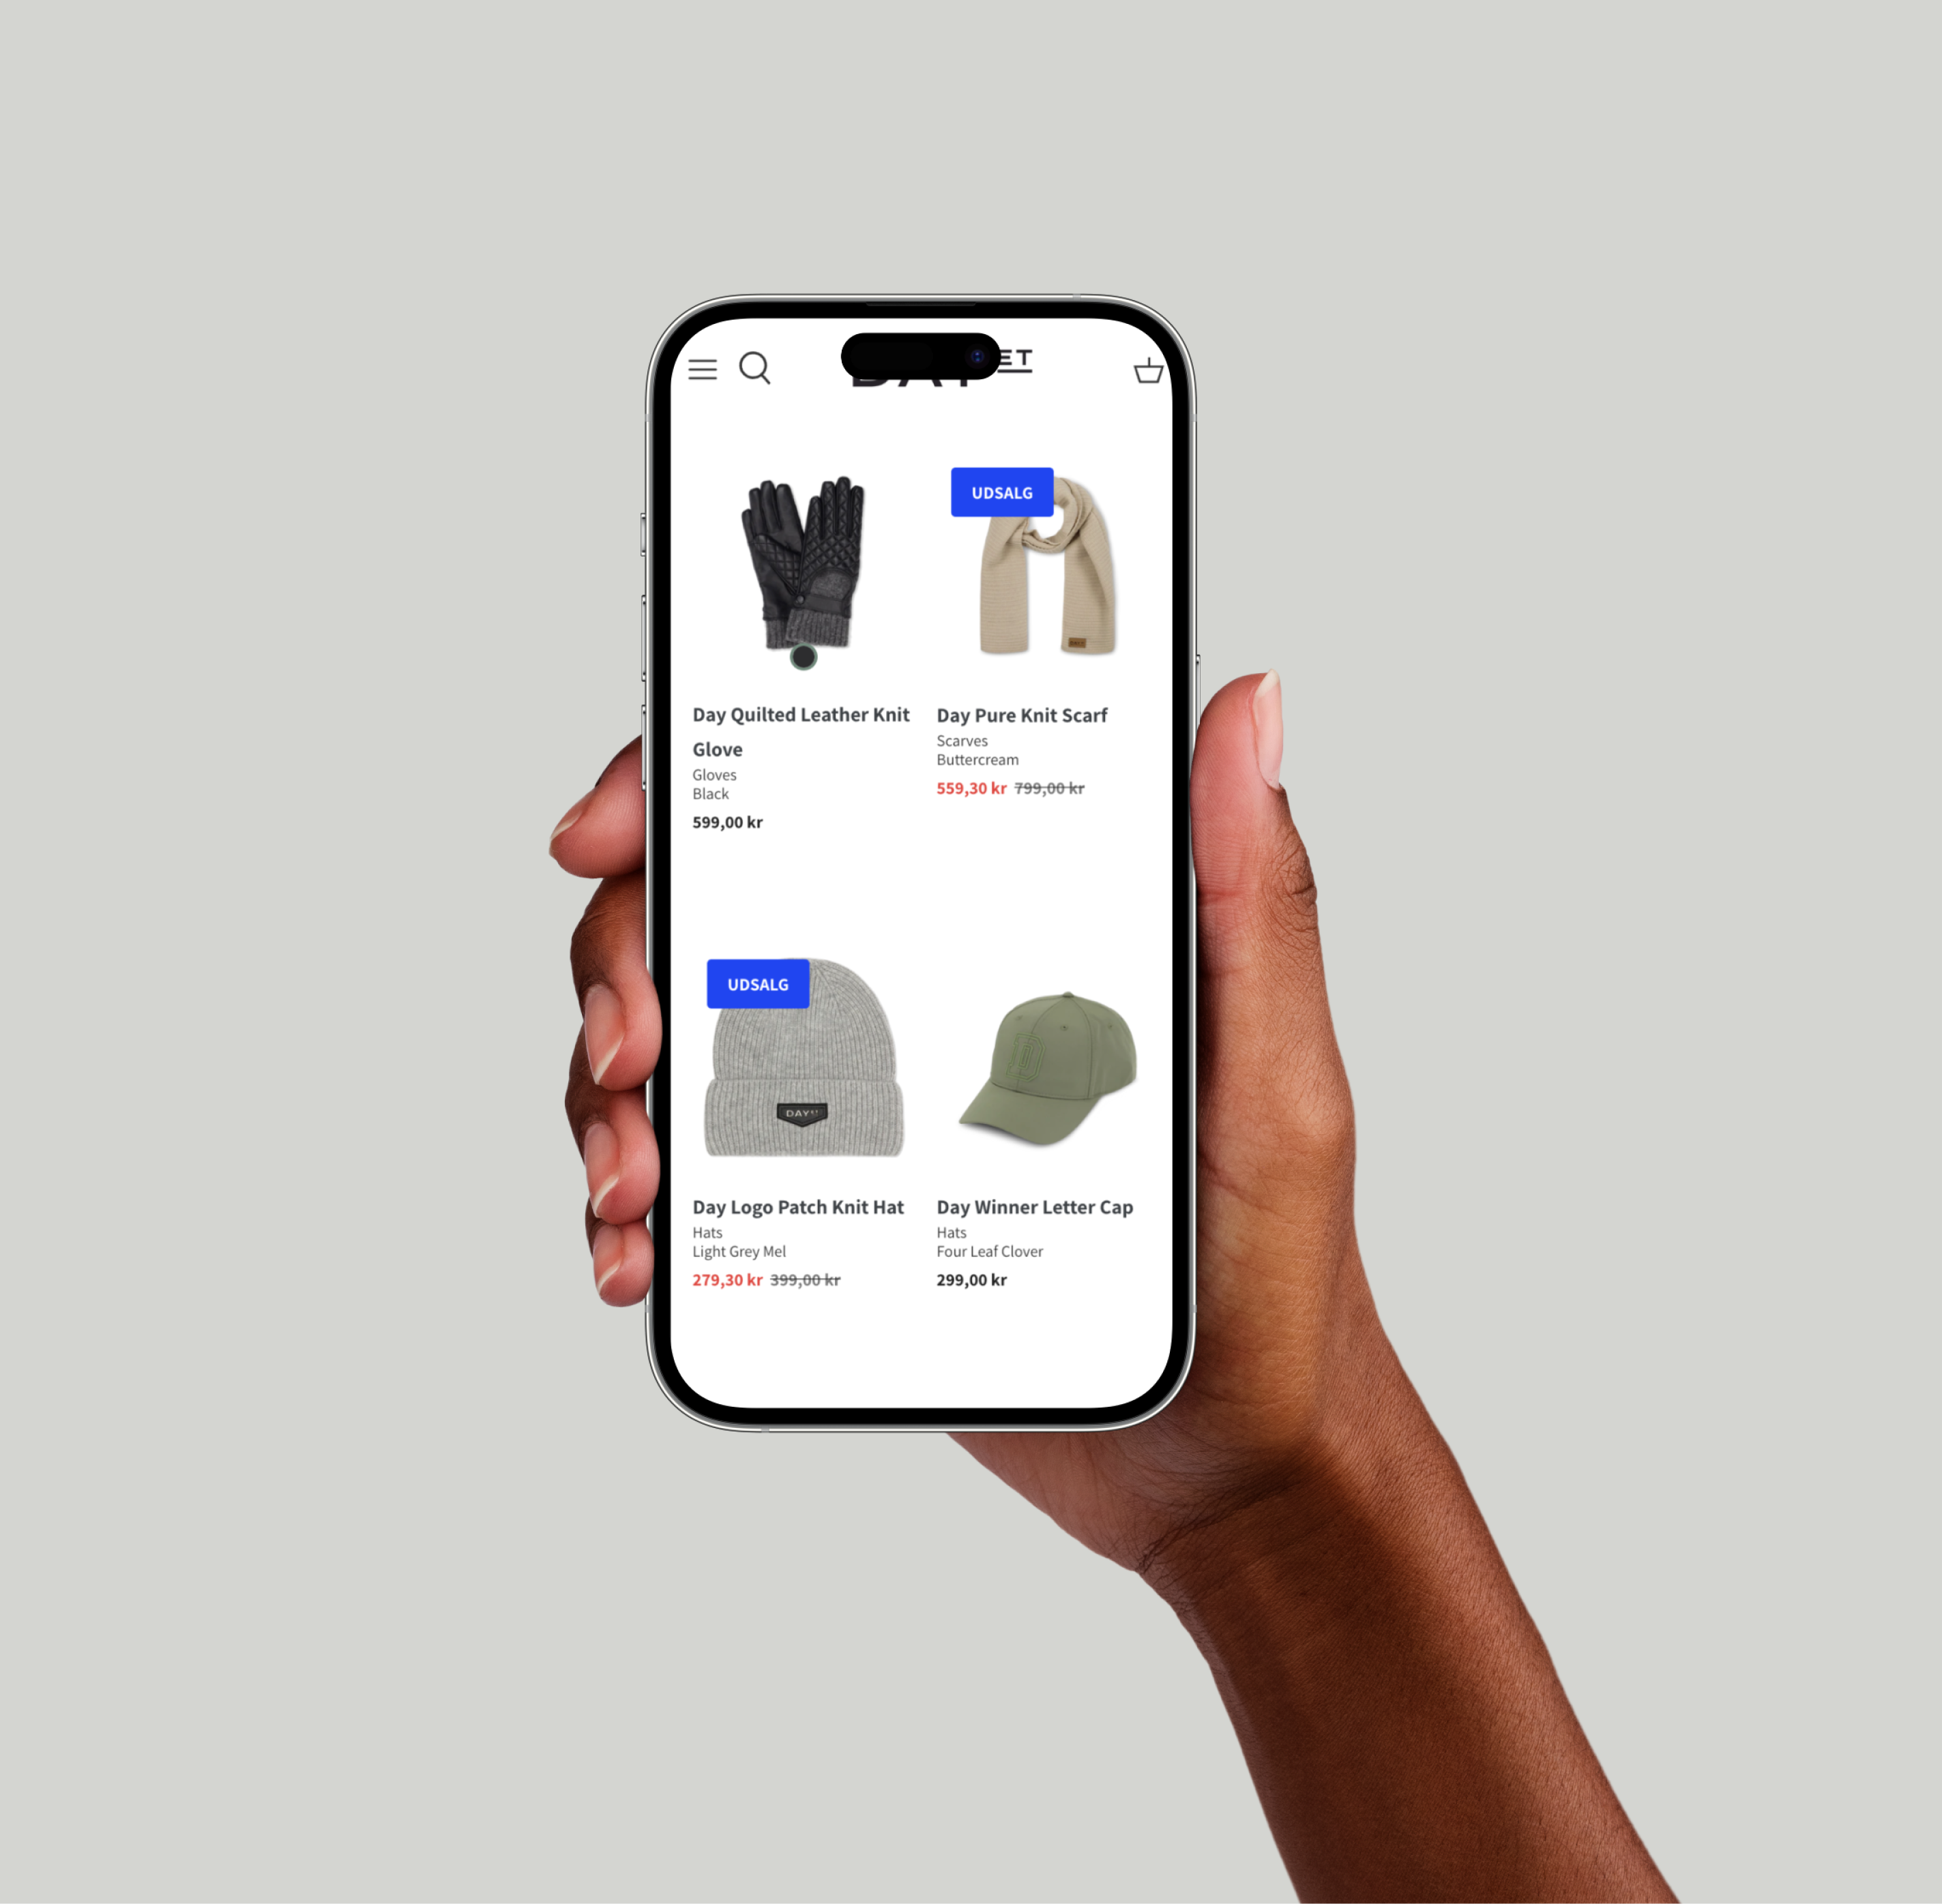 ET
UDSALG
Day Quilted Leather Knit
Glove
Gloves
Black
599,00 kr
Day Pure Knit Scarf
Scarves
Buttercream
559,30 kr 799,00 kr
UDSALG
DAY
Day Logo Patch Knit Hat
Hats
Light Grey Mel
279,30 kr 399,00 kr
D
Day Winner Letter Cap
Hats
Four Leaf Clover
299,00 kr